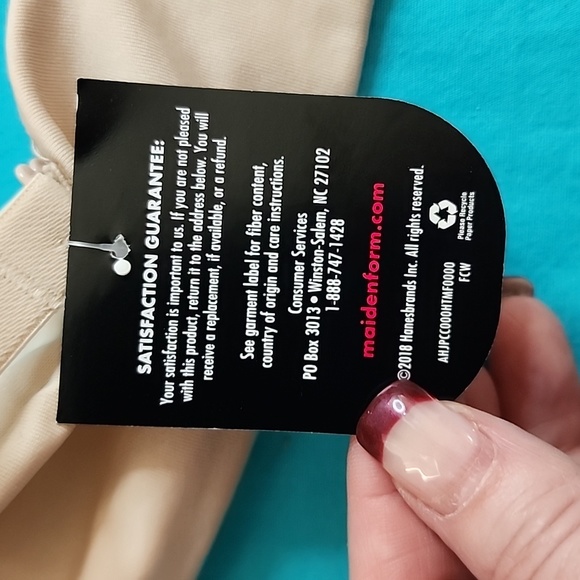 SATISFACTION GUARANTEE:
Your satisfaction is important to us. If you are not pleased
with this product, return it to the address below. You will
receive a replacement, if available, or a refund.
See garment label for fiber content,
country of origin and care instructions.
Consumer Services
PO Box 3013 • Winston-Salem, NC 27102
1-888-747-1428
maidenform.com
©2018 Hanesbrands Inc. All rights reserved.
AHJPCCO00HTMF0000
FCW
Please Recycle
Paper Products